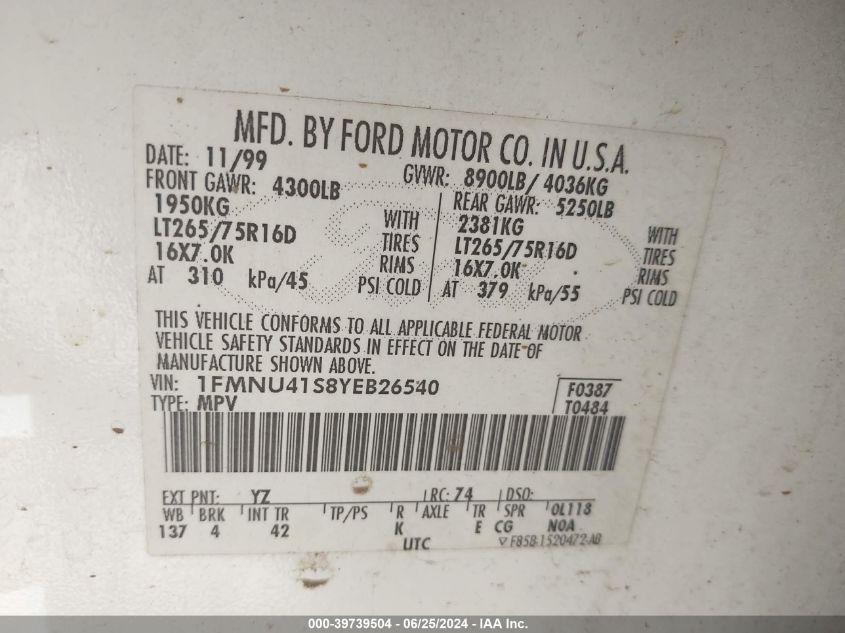 MFD. BY FORD MOTOR CO. IN U.S.A.
DATE: 11/99 GVWR: 8900LB/ 4036KG
FRONT GAWR: 4300LB REAR GAWR: 5250LB
1950KG WITH 2381KG WITH
LT265/75R16D TIRES LT265/75R16D TIRES
16X7.0K RIMS 16X7.0K RIMS
AT 310 kPa/45 PSI COLD AT 379 kPa/55 PSI COLD
THIS VEHICLE CONFORMS TO ALL APPLICABLE FEDERAL MOTOR
VEHICLE SAFETY STANDARDS IN EFFECT ON THE DATE OF
MANUFACTURE SHOWN ABOVE.
VIN: 1FMNU41S8YEB26540 F0387
TYPE: MPV T0484
EXT PNT: YZ RC: 74 DSO:
WB BRK INT TR TP/PS R AXLE TR SPR OL118
137 4 42 K E CG NOA
UTC F85B-1520472-AB
000-39739504 - 06/25/2024 - IAA Inc.